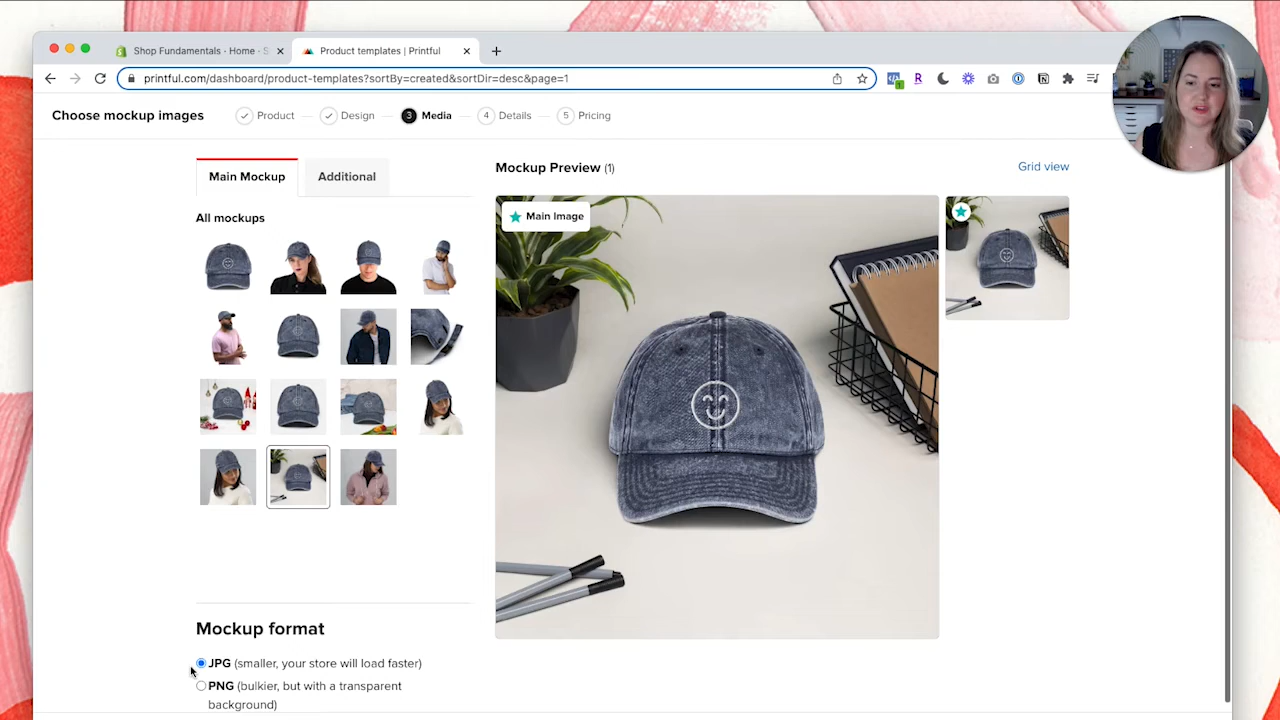 Shop Fundamentals · Home · S
Product templates | Printful
printful.com/dashboard/product-templates?sortBy=created&sortDir=desc&page=1
1
Choose mockup images
Product
Design
3 Media
4 Details
5 Pricing
Main Mockup
Additional
Mockup Preview (1)
Grid view
All mockups
Main Image
Mockup format
JPG (smaller, your store will load faster)
PNG (bulkier, but with a transparent
background)